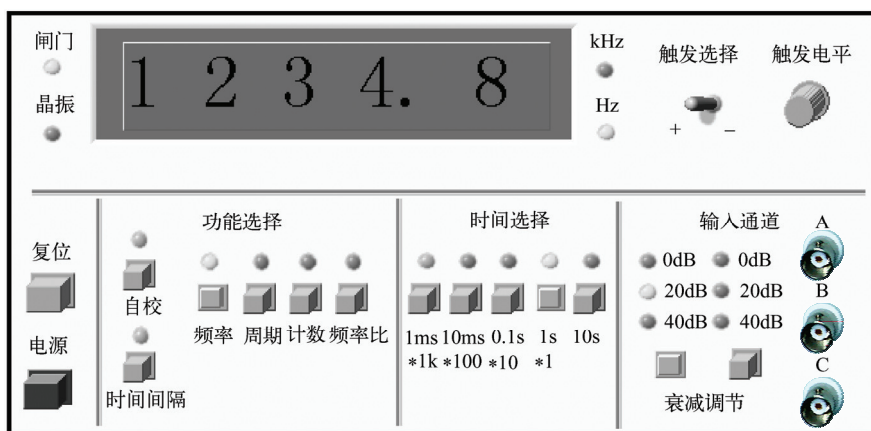 闸门
晶振
1 2 3 4. 8
kHz
Hz
触发选择
+ −
触发电平
复位
电源
功能选择
自校
时间间隔
频率 周期 计数 频率比
时间选择
1ms 10ms 0.1s 1s 10s
*1k *100 *10 *1
输入通道
0dB 0dB
20dB 20dB
40dB 40dB
衰减调节
A
B
C